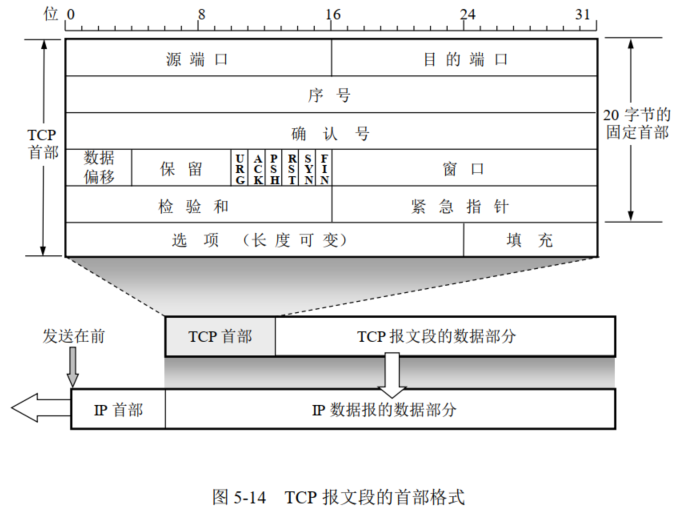 位 0 8 16 24 31
源端口 目的端口
序号
TCP 首部
确认号
20 字节的固定首部
数据偏移 保留 URG ACK PSH RST SYN FIN 窗口
检验和 紧急指针
选项 (长度可变) 填充
TCP 首部 TCP 报文段的数据部分
发送在前
IP 首部 IP 数据报的数据部分
图 5-14 TCP 报文段的首部格式